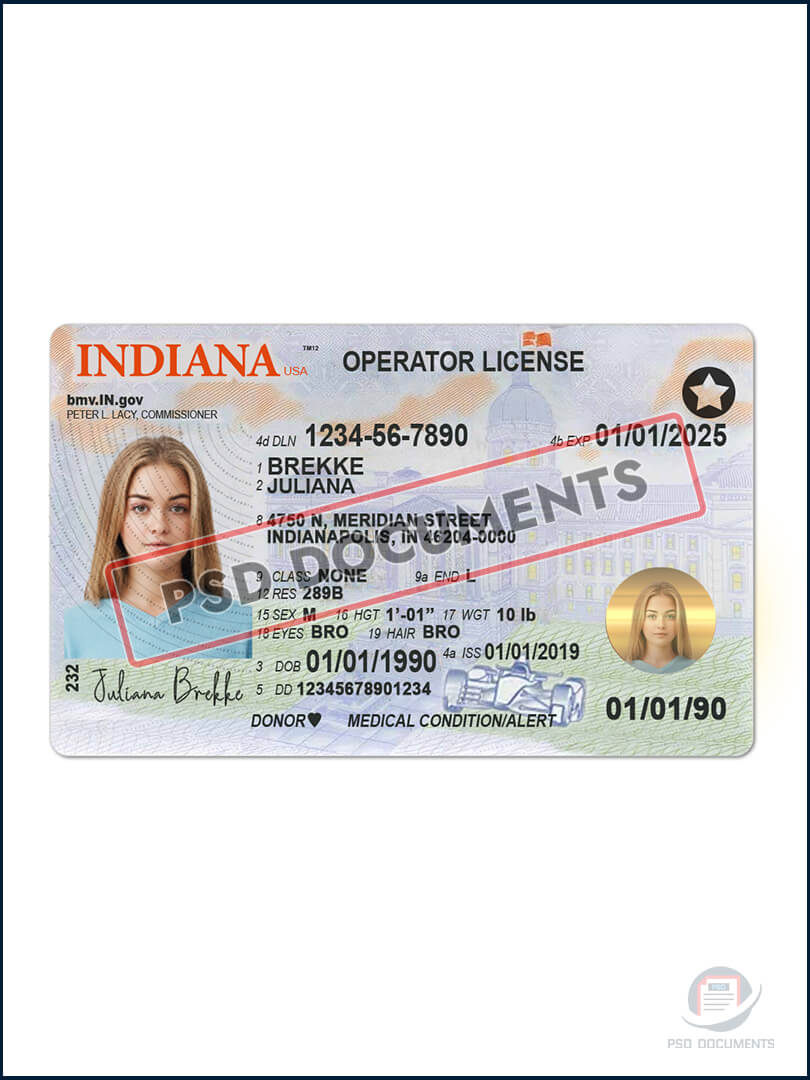 INDIANA USA
TM12
OPERATOR LICENSE
bmv.IN.gov
PETER L. LACY, COMMISSIONER
4d DLN 1234-56-7890
4b EXP 01/01/2025
1 BREKKE
2 JULIANA
8 4750 N, MERIDIAN STREET
INDIANAPOLIS, IN 46204-0000
PSD DOCUMENTS
9 CLASS NONE 9a END L
12 RES 289B
15 SEX M 16 HGT 1'-01" 17 WGT 10 lb
18 EYES BRO 19 HAIR BRO
3 DOB 01/01/1990 4a ISS 01/01/2019
232
Juliana Brekke
5 DD 12345678901234
01/01/90
DONOR♥ MEDICAL CONDITION/ALERT
PSD
PSD DOCUMENTS